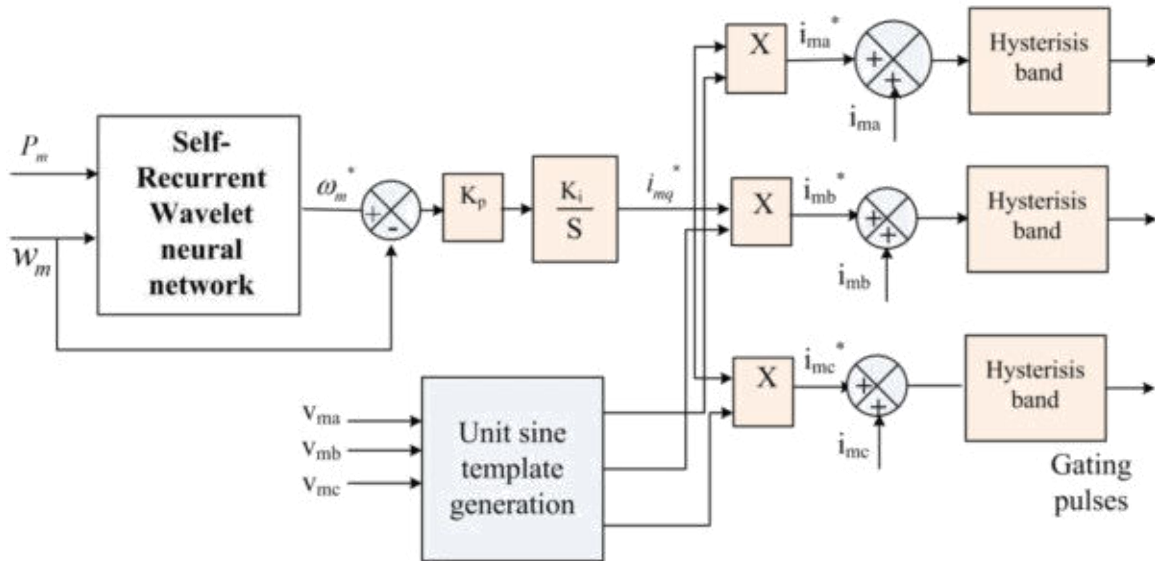 P_m
w_m
Self-
Recurrent
Wavelet
neural
network
ω_m*
+
-
K_p
K_i
S
i_mq*
X
i_ma*
+
+
i_ma
Hysterisis
band
X
i_mb*
+
+
i_mb
Hysterisis
band
X
i_mc*
+
+
i_mc
Hysterisis
band
v_ma
v_mb
v_mc
Unit sine
template
generation
Gating
pulses